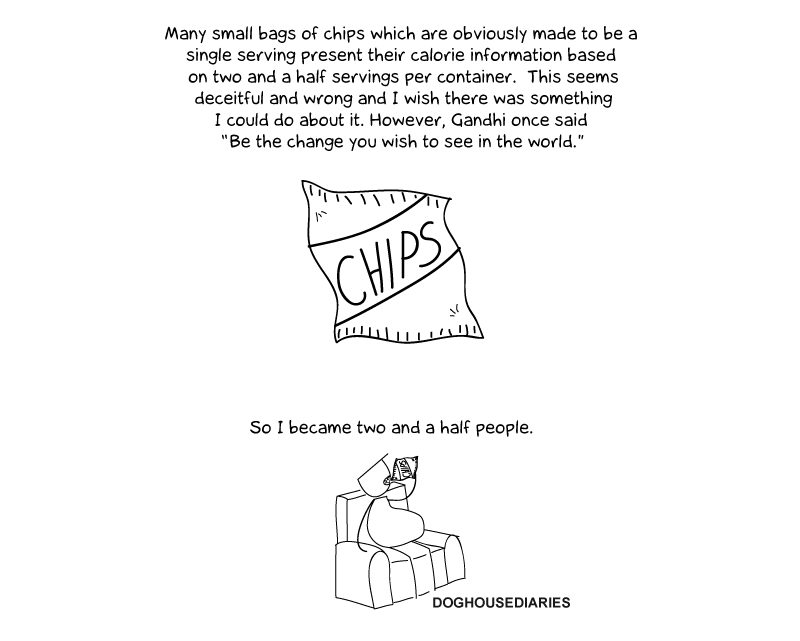 Many small bags of chips which are obviously made to be a
single serving present their calorie information based
on two and a half servings per container. This seems
deceitful and wrong and I wish there was something
I could do about it. However, Gandhi once said
“Be the change you wish to see in the world.”
CHIPS
So I became two and a half people.
CHIPS
DOGHOUSEDIARIES